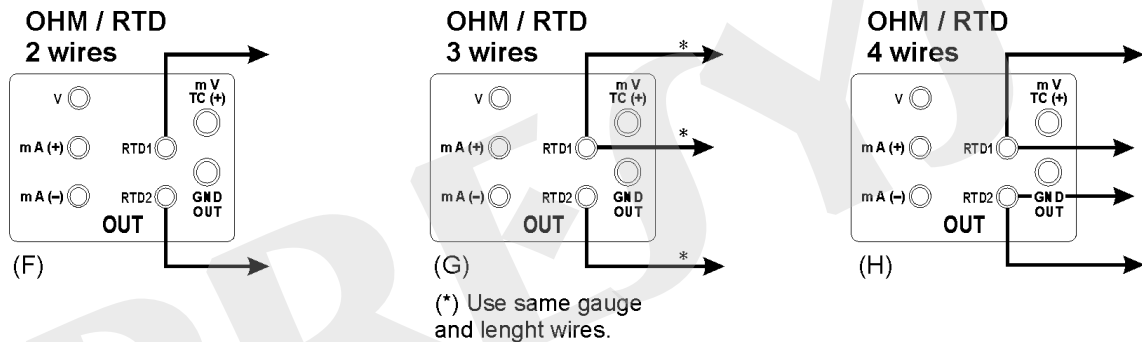 OHM / RTD
2 wires
V
mV
TC (+)
mA (+)
RTD1
mA (–)
RTD2
GND
OUT
OUT
(F)
OHM / RTD
3 wires
*
V
mV
TC (+)
*
mA (+)
RTD1
mA (–)
RTD2
GND
OUT
OUT
*
(G)
(*) Use same gauge
and lenght wires.
OHM / RTD
4 wires
V
mV
TC (+)
mA (+)
RTD1
mA (–)
RTD2
GND
OUT
OUT
(H)
PRESYS